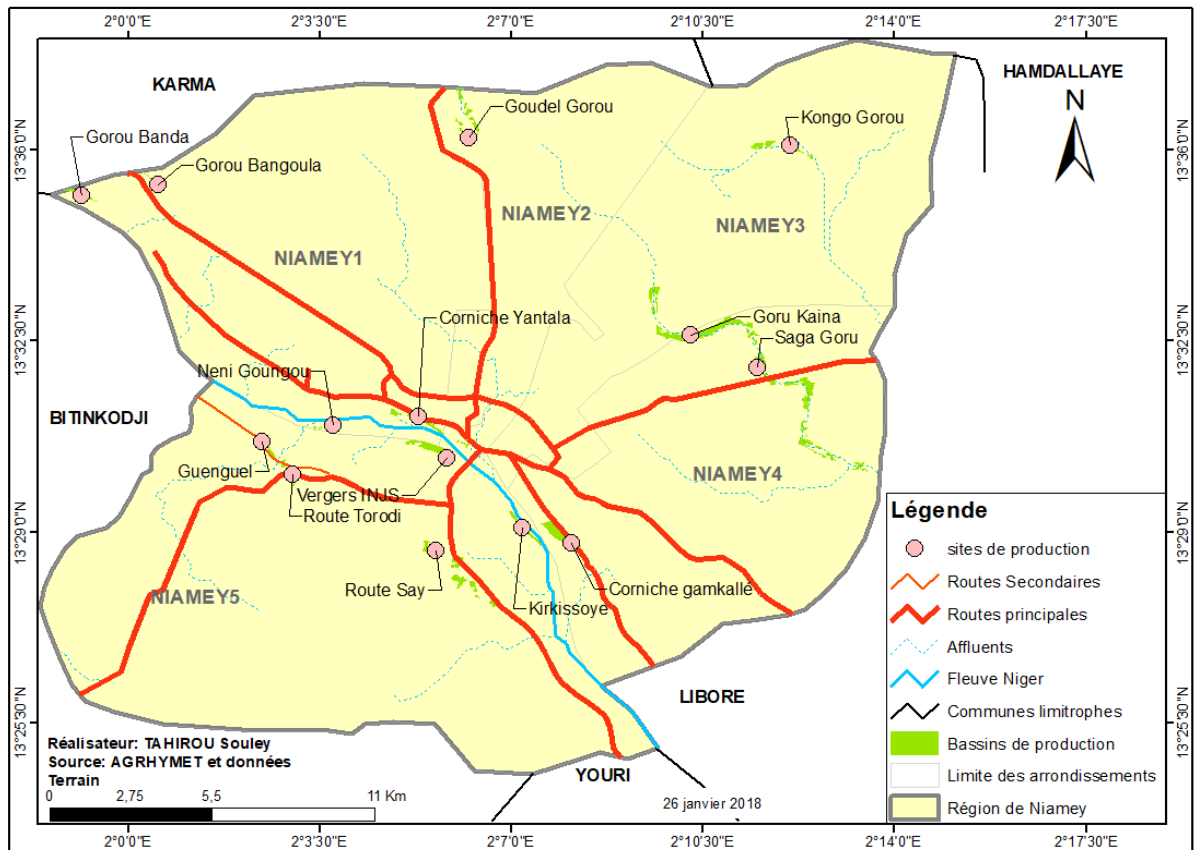 2°0'0"E
2°3'30"E
2°7'0"E
2°10'30"E
2°14'0"E
2°17'30"E
KARMA
HAMDALLAYE
N
Goudel Gorou
Kongo Gorou
Gorou Banda
Gorou Bangoula
13°36'0"N
13°36'0"N
NIAMEY2
NIAMEY3
NIAMEY1
Corniche Yantala
Goru Kaina
Saga Goru
13°32'30"N
13°32'30"N
Neni Goungou
BITINKODJI
Guenguel
Vergers INJS
Route Torodi
NIAMEY4
13°29'0"N
13°29'0"N
Route Say
Kirkissoye
Corniche gamkallé
NIAMEY5
LIBORE
13°25'30"N
13°25'30"N
YOURI
Légende
sites de production
Routes Secondaires
Routes principales
Affluents
Fleuve Niger
Communes limitrophes
Bassins de production
Limite des arrondissements
Région de Niamey
Réalisateur: TAHIROU Souley
Source: AGRHYMET et données
Terrain
0 2,75 5,5 11 Km
26 janvier 2018
2°0'0"E
2°3'30"E
2°7'0"E
2°10'30"E
2°14'0"E
2°17'30"E